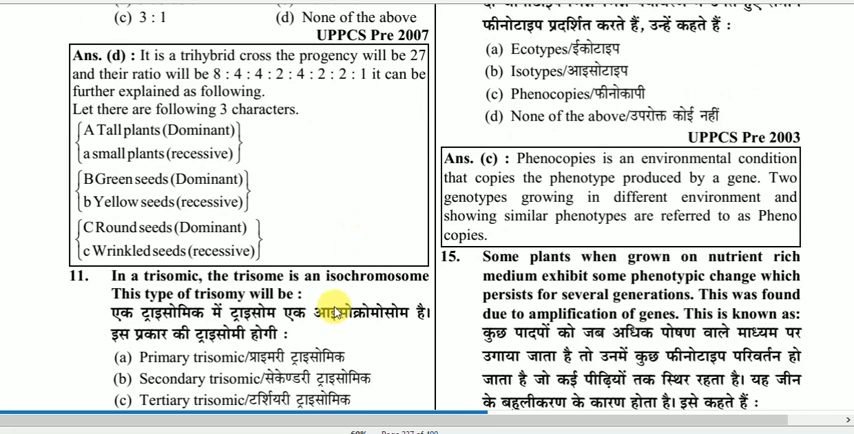 (c) 3 : 1 (d) None of the above
UPPCS Pre 2007
Ans. (d) : It is a trihybrid cross the progency will be 27
and their ratio will be 8 : 4 : 4 : 2 : 4 : 2 : 2 : 1 it can be
further explained as following.
Let there are following 3 characters.
A Tall plants (Dominant)
a small plants (recessive)
B Green seeds (Dominant)
b Yellow seeds (recessive)
C Round seeds (Dominant)
c Wrinkled seeds (recessive)
11. In a trisomic, the trisome is an isochromosome
This type of trisomy will be :
एक ट्राइसोमिक में ट्राइसोम एक आईसोक्रोमोसोम है।
इस प्रकार की ट्राइसोमी होगी :
(a) Primary trisomic/प्राइमरी ट्राइसोमिक
(b) Secondary trisomic/सेकेण्डरी ट्राइसोमिक
(c) Tertiary trisomic/टर्शियरी ट्राइसोमिक
फीनोटाइप प्रदर्शित करते हैं, उन्हें कहते हैं :
(a) Ecotypes/ईकोटाइप
(b) Isotypes/आइसोटाइप
(c) Phenocopies/फीनोकापी
(d) None of the above/उपरोक्त कोई नहीं
UPPCS Pre 2003
Ans. (c) : Phenocopies is an environmental condition
that copies the phenotype produced by a gene. Two
genotypes growing in different environment and
showing similar phenotypes are referred to as Pheno
copies.
15. Some plants when grown on nutrient rich
medium exhibit some phenotypic change which
persists for several generations. This was found
due to amplification of genes. This is known as:
कुछ पादपों को जब अधिक पोषण वाले माध्यम पर
उगाया जाता है तो उनमें कुछ फीनोटाइप परिवर्तन हो
जाता है जो कई पीढ़ियों तक स्थिर रहता है। यह जीन
के बहुलीकरण के कारण होता है। इसे कहते हैं :